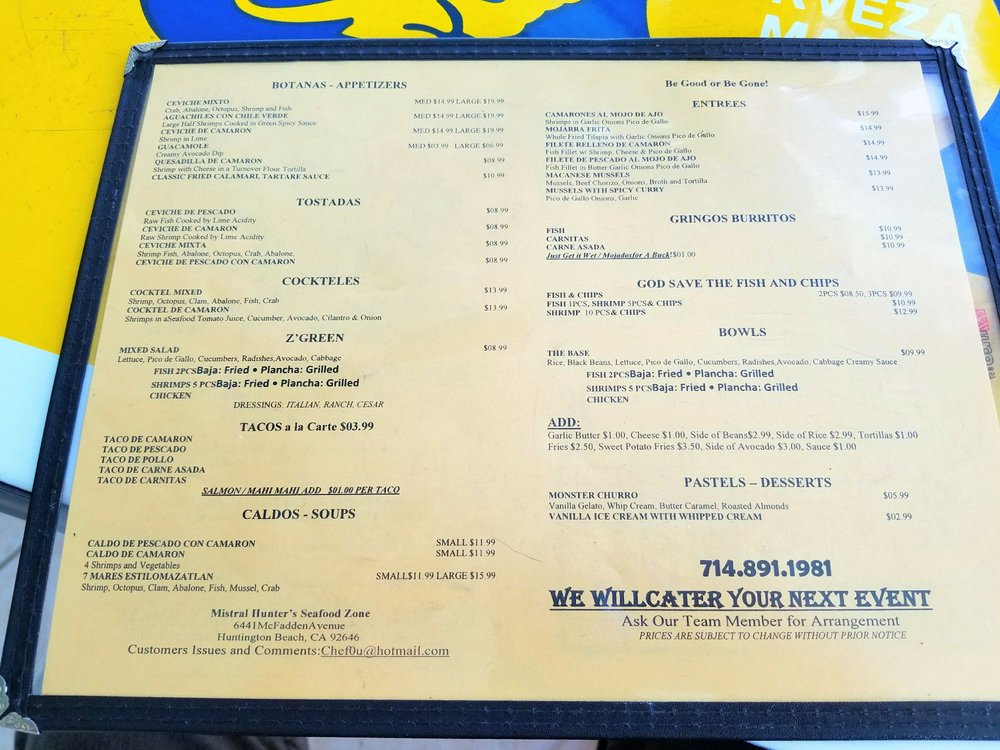 RVEZA
MA
BOTANAS - APPETIZERS
CEVICHE MIXTO MED $14.99 LARGE $19.99
Crab, Abalone, Octopus, Shrimp and Fish
AGUACHILES CON CHILE VERDE MED $14.99 LARGE $19.99
Large Half Shrimps Cooked in Green Spicy Sauce
CEVICHE DE CAMARON MED $14.99 LARGE $19.99
Shrimp in Lime
GUACAMOLE MED $03.99 LARGE $06.99
Creamy Avocado Dip
QUESADILLA DE CAMARON $08.99
Shrimp with Cheese in a Turnover Flour Tortilla
CLASSIC FRIED CALAMARI, TARTARE SAUCE $10.99
TOSTADAS
CEVICHE DE PESCADO $08.99
Raw Fish Cooked by Lime Acidity
CEVICHE DE CAMARON $08.99
Raw Shrimp Cooked by Lime Acidity
CEVICHE MIXTA $08.99
Shrimp Fish, Abalone, Octopus, Crab, Abalone,
CEVICHE DE PESCADO CON CAMARON $08.99
COCKTELES
COCKTEL MIXED $13.99
Shrimp, Octopus, Clam, Abalone, Fish, Crab
COCKTEL DE CAMARON $13.99
Shrimps in aSeafood Tomato Juice, Cucumber, Avocado, Cilantro & Onion
Z'GREEN
MIXED SALAD $08.99
Lettuce, Pico de Gallo, Cucumbers, Radishes,Avocado, Cabbage
FISH 2PCSBaja: Fried • Plancha: Grilled
SHRIMPS 5 PCSBaja: Fried • Plancha: Grilled
CHICKEN
DRESSINGS: ITALIAN, RANCH, CESAR
TACOS a la Carte $03.99
TACO DE CAMARON
TACO DE PESCADO
TACO DE POLLO
TACO DE CARNE ASADA
TACO DE CARNITAS
SALMON / MAHI MAHI ADD $01.00 PER TACO
CALDOS - SOUPS
CALDO DE PESCADO CON CAMARON SMALL $11.99
CALDO DE CAMARON SMALL $11.99
4 Shrimps and Vegetables
7 MARES ESTILOMAZATLAN SMALL$11.99 LARGE $15.99
Shrimp, Octopus, Clam, Abalone, Fish, Mussel, Crab
Mistral Hunter's Seafood Zone
6441McFaddenAvenue
Huntington Beach, CA 92646
Customers Issues and Comments:Chef0u@hotmail.com
Be Good or Be Gone!
ENTREES
CAMARONES AL MOJO DE AJO $15.99
Shrimps in Garlic Onions Pico de Gallo
MOJARRA FRITA $14.99
Whole Fried Tilapia with Garlic Onions Pico de Gallo
FILETE RELLENO DE CAMARON $14.99
Fish Fillet w/ Shrimp, Cheese & Pico de Gallo
FILETE DE PESCADO AL MOJO DE AJO $14.99
Fish Fillet in Butter Garlic Onions Pico de Gallo
MACANESE MUSSELS $13.99
Mussels, Beef Chorizo, Onions, Broth and Tortilla
MUSSELS WITH SPICY CURRY $13.99
Pico de Gallo Onions, Garlic
GRINGOS BURRITOS
FISH $10.99
CARNITAS $10.99
CARNE ASADA $10.99
Just Get it Wet / Mojadosfor A Buck!$01.00
GOD SAVE THE FISH AND CHIPS
FISH & CHIPS 2PCS $08.50, 3PCS $09.99
FISH 1PCS, SHRIMP 5PCS& CHIPS $10.99
SHRIMP 10 PCS& CHIPS $12.99
BOWLS
THE BASE $09.99
Rice, Black Beans, Lettuce, Pico de Gallo, Cucumbers, Radishes,Avocado, Cabbage Creamy Sauce
FISH 2PCSBaja: Fried • Plancha: Grilled
SHRIMPS 5 PCSBaja: Fried • Plancha: Grilled
CHICKEN
ADD:
Garlic Butter $1.00, Cheese $1.00, Side of Beans$2.99, Side of Rice $2.99, Tortillas $1.00
Fries $2.50, Sweet Potato Fries $3.50, Side of Avocado $3.00, Sauce $1.00
PASTELS – DESSERTS
MONSTER CHURRO $05.99
Vanilla Gelato, Whip Cream, Butter Caramel, Roasted Almonds
VANILLA ICE CREAM WITH WHIPPED CREAM $02.99
714.891.1981
WE WILLCATER YOUR NEXT EVENT
Ask Our Team Member for Arrangement
PRICES ARE SUBJECT TO CHANGE WITHOUT PRIOR NOTICE